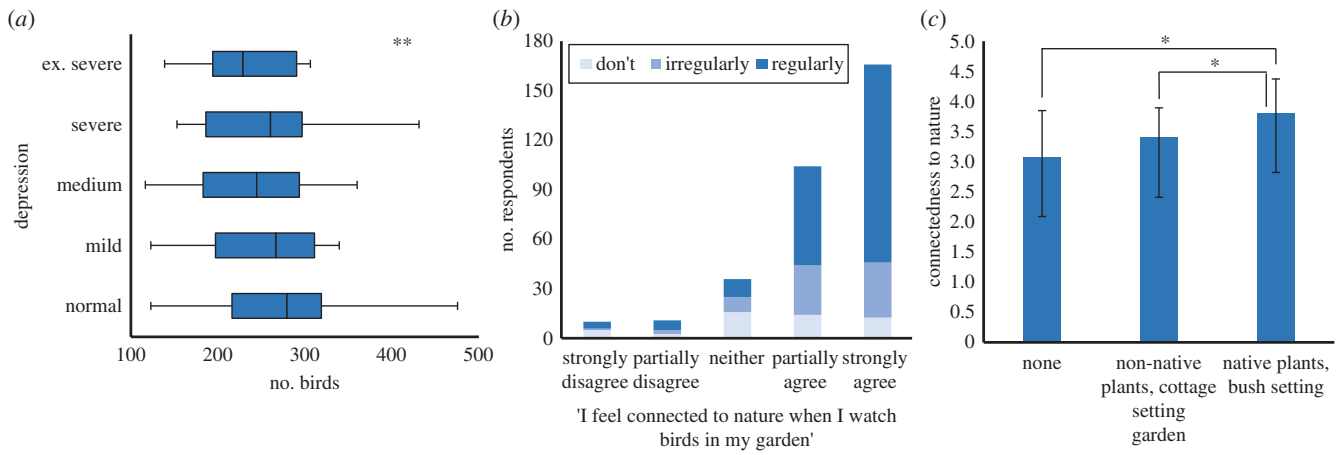 (a)
**
ex. severe
severe
medium
mild
normal
depression
100 200 300 400 500
no. birds
(b)
180
150
120
90
60
30
0
no. respondents
don't irregularly regularly
strongly disagree
partially disagree
neither
partially agree
strongly agree
'I feel connected to nature when I watch
birds in my garden'
(c)
5.0
4.5
4.0
3.5
3.0
2.5
2.0
1.5
1.0
0.5
0
connectedness to nature
*
*
none
non-native
plants, cottage
setting
native plants,
bush setting
garden